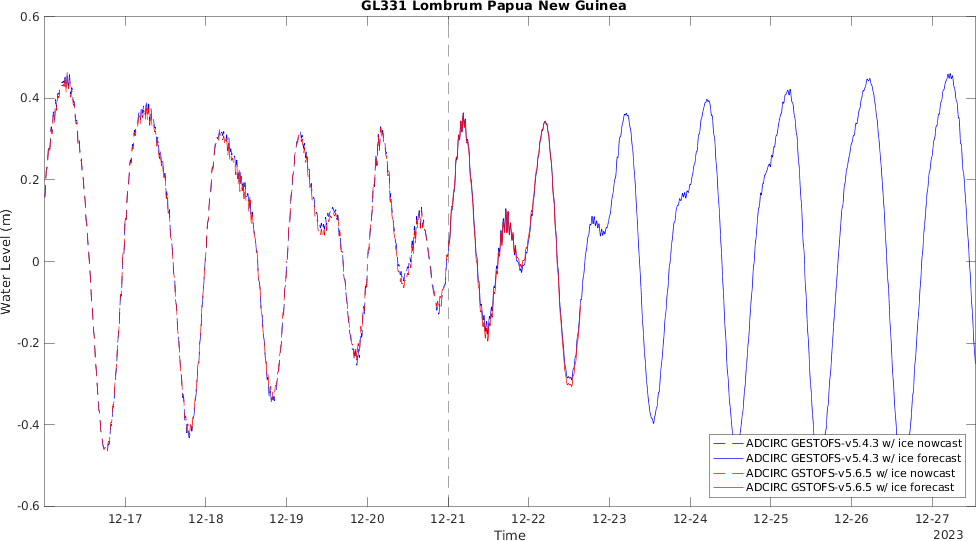 GL331 Lombrum Papua New Guinea
0.6
0.4
0.2
0
-0.2
-0.4
-0.6
Water Level (m)
12-17 12-18 12-19 12-20 12-21 12-22 12-23 12-24 12-25 12-26 12-27
Time
2023
ADCIRC GESTOFS-v5.4.3 w/ ice nowcast
ADCIRC GESTOFS-v5.4.3 w/ ice forecast
ADCIRC GSTOFS-v5.6.5 w/ ice nowcast
ADCIRC GSTOFS-v5.6.5 w/ ice forecast